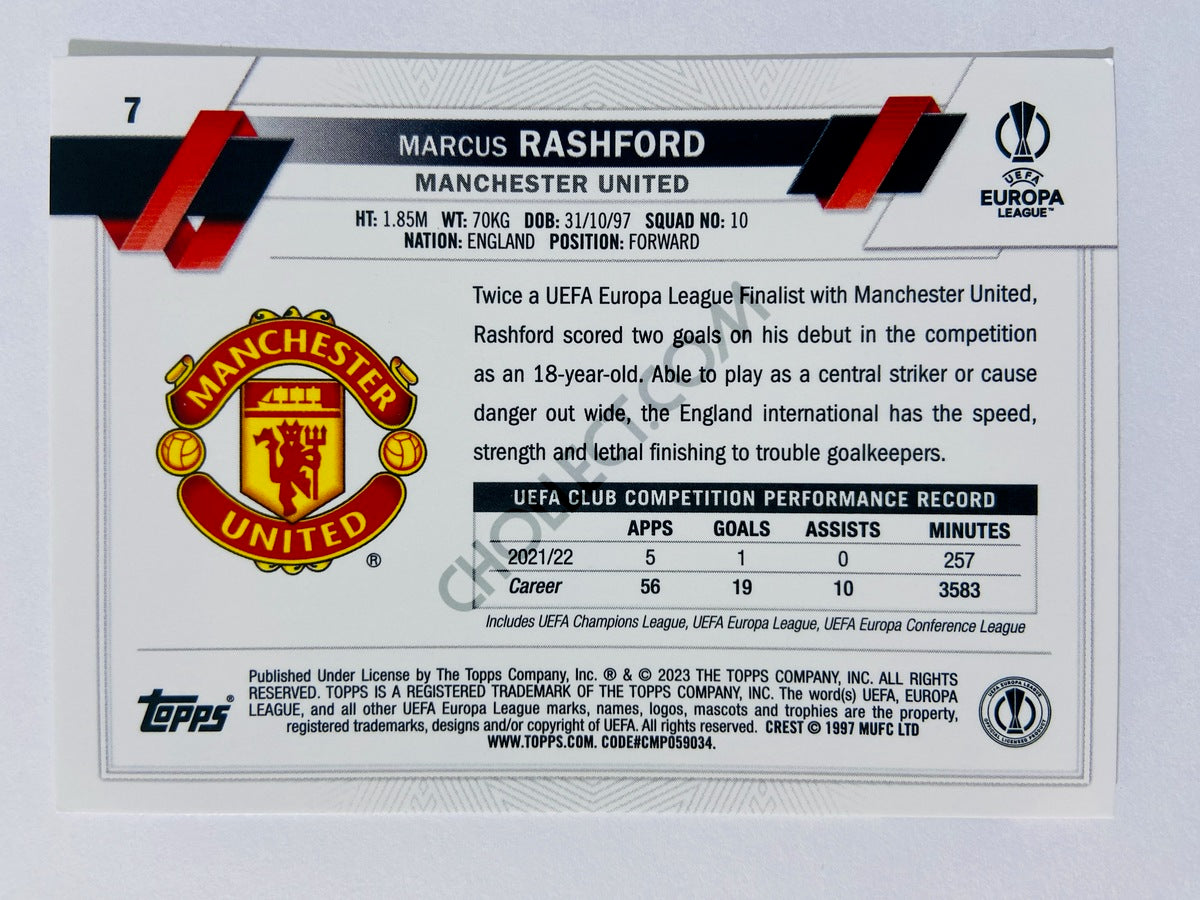 7
MARCUS RASHFORD
MANCHESTER UNITED
HT: 1.85M WT: 70KG DOB: 31/10/97 SQUAD NO: 10
NATION: ENGLAND POSITION: FORWARD
UEFA
EUROPA
LEAGUE™
MANCHESTER
UNITED
®
Twice a UEFA Europa League Finalist with Manchester United,
Rashford scored two goals on his debut in the competition
as an 18-year-old. Able to play as a central striker or cause
danger out wide, the England international has the speed,
strength and lethal finishing to trouble goalkeepers.
CHOLLECT.COM
UEFA CLUB COMPETITION PERFORMANCE RECORD
APPS GOALS ASSISTS MINUTES
2021/22 5 1 0 257
Career 56 19 10 3583
Includes UEFA Champions League, UEFA Europa League, UEFA Europa Conference League
Topps®
Published Under License by The Topps Company, Inc. ® & © 2023 THE TOPPS COMPANY, INC. ALL RIGHTS
RESERVED. TOPPS IS A REGISTERED TRADEMARK OF THE TOPPS COMPANY, INC. The word(s) UEFA, EUROPA
LEAGUE, and all other UEFA Europa League marks, names, logos, mascots and trophies are the property,
registered trademarks, designs and/or copyright of UEFA. All rights reserved. CREST © 1997 MUFC LTD
WWW.TOPPS.COM. CODE#CMP059034.
UEFA EUROPA LEAGUE
OFFICIAL LICENSED PRODUCT